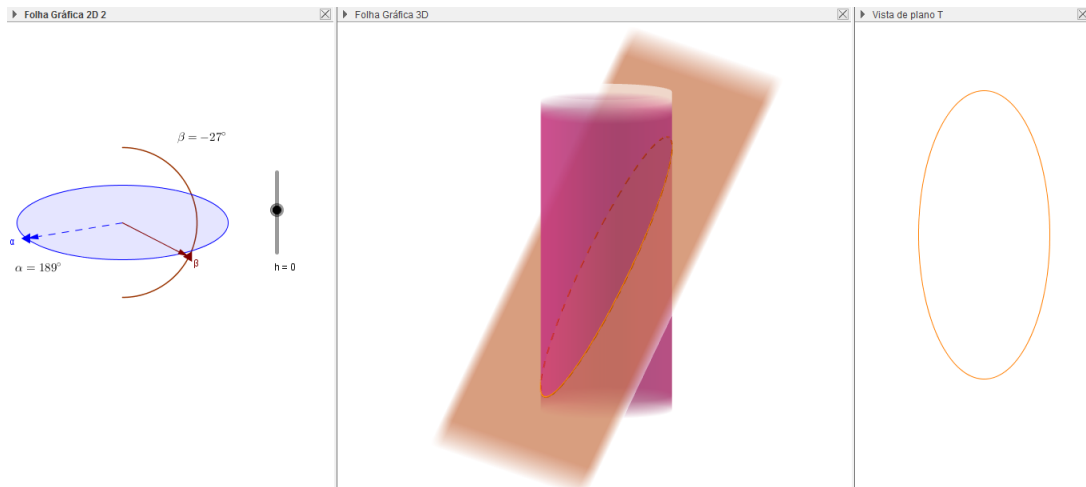 Folha Gráfica 2D 2
β = −27°
α
β
α = 189°
h = 0
Folha Gráfica 3D
Vista de plano T